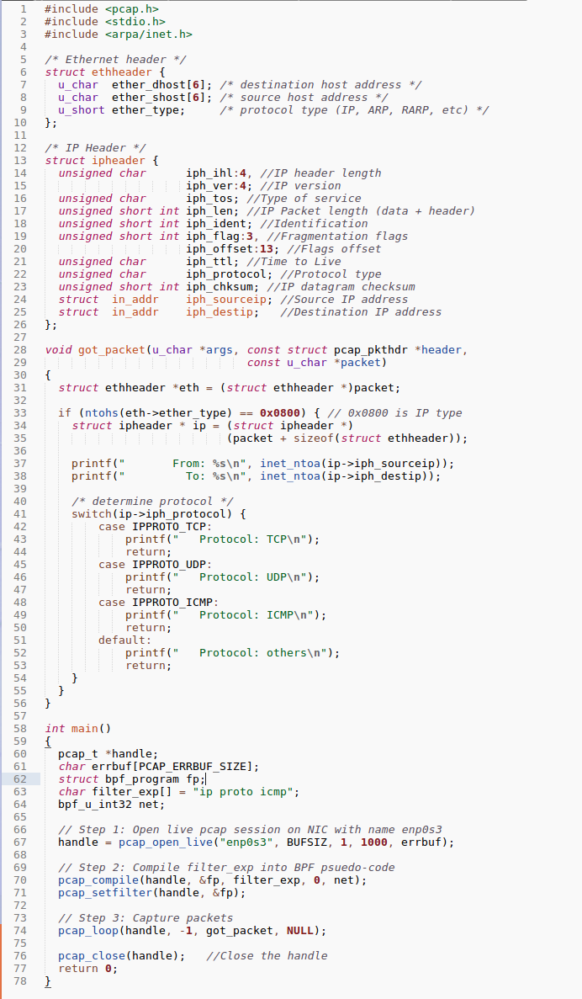 1 #include <pcap.h>
2 #include <stdio.h>
3 #include <arpa/inet.h>
4
5 /* Ethernet header */
6 struct ethheader {
7   u_char  ether_dhost[6]; /* destination host address */
8   u_char  ether_shost[6]; /* source host address */
9   u_short ether_type;     /* protocol type (IP, ARP, RARP, etc) */
10 };
11
12 /* IP Header */
13 struct ipheader {
14   unsigned char      iph_ihl:4, //IP header length
15                      iph_ver:4; //IP version
16   unsigned char      iph_tos; //Type of service
17   unsigned short int iph_len; //IP Packet length (data + header)
18   unsigned short int iph_ident; //Identification
19   unsigned short int iph_flag:3, //Fragmentation flags
20                      iph_offset:13; //Flags offset
21   unsigned char      iph_ttl; //Time to Live
22   unsigned char      iph_protocol; //Protocol type
23   unsigned short int iph_chksum; //IP datagram checksum
24   struct  in_addr    iph_sourceip; //Source IP address
25   struct  in_addr    iph_destip;   //Destination IP address
26 };
27
28 void got_packet(u_char *args, const struct pcap_pkthdr *header,
29                               const u_char *packet)
30 {
31   struct ethheader *eth = (struct ethheader *)packet;
32
33   if (ntohs(eth->ether_type) == 0x0800) { // 0x0800 is IP type
34     struct ipheader * ip = (struct ipheader *)
35                            (packet + sizeof(struct ethheader));
36
37     printf("       From: %s\n", inet_ntoa(ip->iph_sourceip));
38     printf("         To: %s\n", inet_ntoa(ip->iph_destip));
39
40     /* determine protocol */
41     switch(ip->iph_protocol) {
42         case IPPROTO_TCP:
43             printf("   Protocol: TCP\n");
44             return;
45         case IPPROTO_UDP:
46             printf("   Protocol: UDP\n");
47             return;
48         case IPPROTO_ICMP:
49             printf("   Protocol: ICMP\n");
50             return;
51         default:
52             printf("   Protocol: others\n");
53             return;
54     }
55   }
56 }
57
58 int main()
59 {
60   pcap_t *handle;
61   char errbuf[PCAP_ERRBUF_SIZE];
62   struct bpf_program fp;
63   char filter_exp[] = "ip proto icmp";
64   bpf_u_int32 net;
65
66   // Step 1: Open live pcap session on NIC with name enp0s3
67   handle = pcap_open_live("enp0s3", BUFSIZ, 1, 1000, errbuf);
68
69   // Step 2: Compile filter_exp into BPF psuedo-code
70   pcap_compile(handle, &fp, filter_exp, 0, net);
71   pcap_setfilter(handle, &fp);
72
73   // Step 3: Capture packets
74   pcap_loop(handle, -1, got_packet, NULL);
75
76   pcap_close(handle);   //Close the handle
77   return 0;
78 }